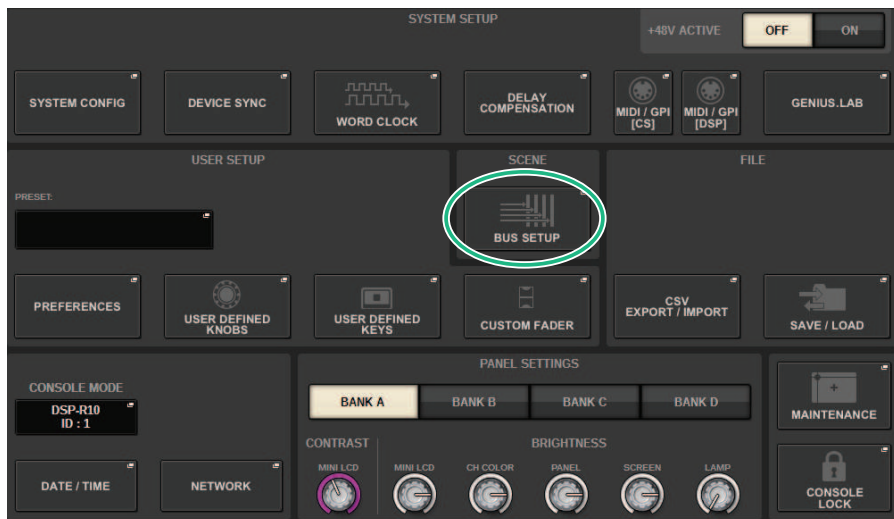 SYSTEM SETUP
+48V ACTIVE
OFF
ON
SYSTEM CONFIG
DEVICE SYNC
WORD CLOCK
DELAY
COMPENSATION
MIDI / GPI
[CS]
MIDI / GPI
[DSP]
GENIUS.LAB
USER SETUP
SCENE
FILE
PRESET:
BUS SETUP
PREFERENCES
USER DEFINED
KNOBS
USER DEFINED
KEYS
CUSTOM FADER
CSV
EXPORT / IMPORT
SAVE / LOAD
CONSOLE MODE
DSP-R10
ID : 1
DATE / TIME
NETWORK
PANEL SETTINGS
BANK A
BANK B
BANK C
BANK D
CONTRAST
BRIGHTNESS
MINI LCD
MINI LCD
CH COLOR
PANEL
SCREEN
LAMP
MAINTENANCE
CONSOLE
LOCK